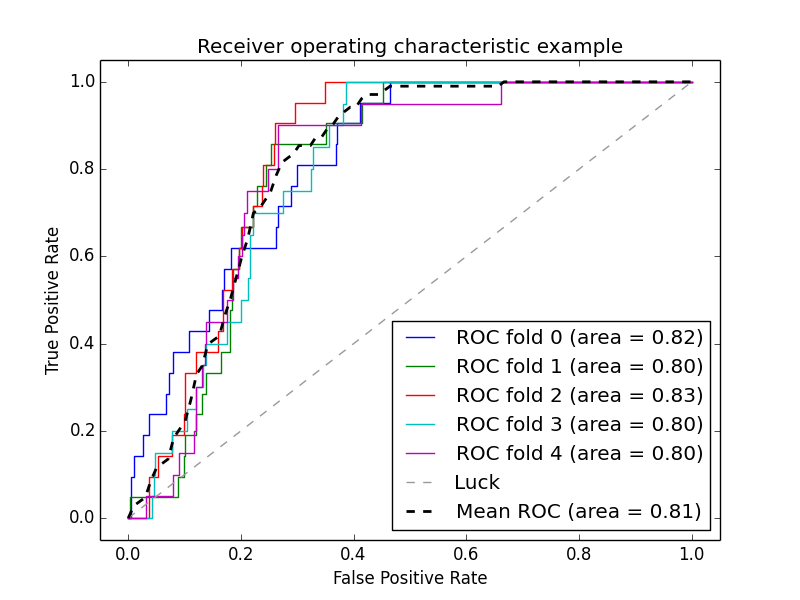 Receiver operating characteristic example
True Positive Rate
1.0
0.8
0.6
0.4
0.2
0.0
ROC fold 0 (area = 0.82)
ROC fold 1 (area = 0.80)
ROC fold 2 (area = 0.83)
ROC fold 3 (area = 0.80)
ROC fold 4 (area = 0.80)
Luck
Mean ROC (area = 0.81)
0.0 0.2 0.4 0.6 0.8 1.0
False Positive Rate